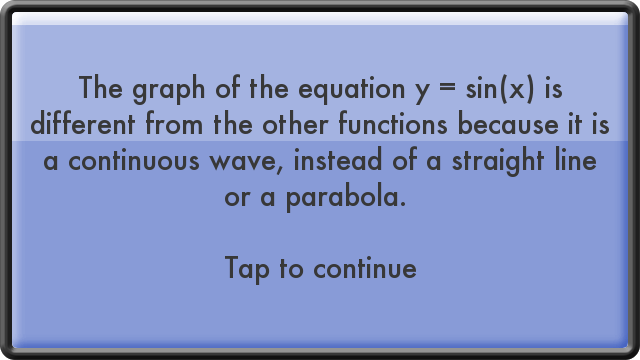 The graph of the equation y = sin(x) is
different from the other functions because it is
a continuous wave, instead of a straight line
or a parabola.
Tap to continue